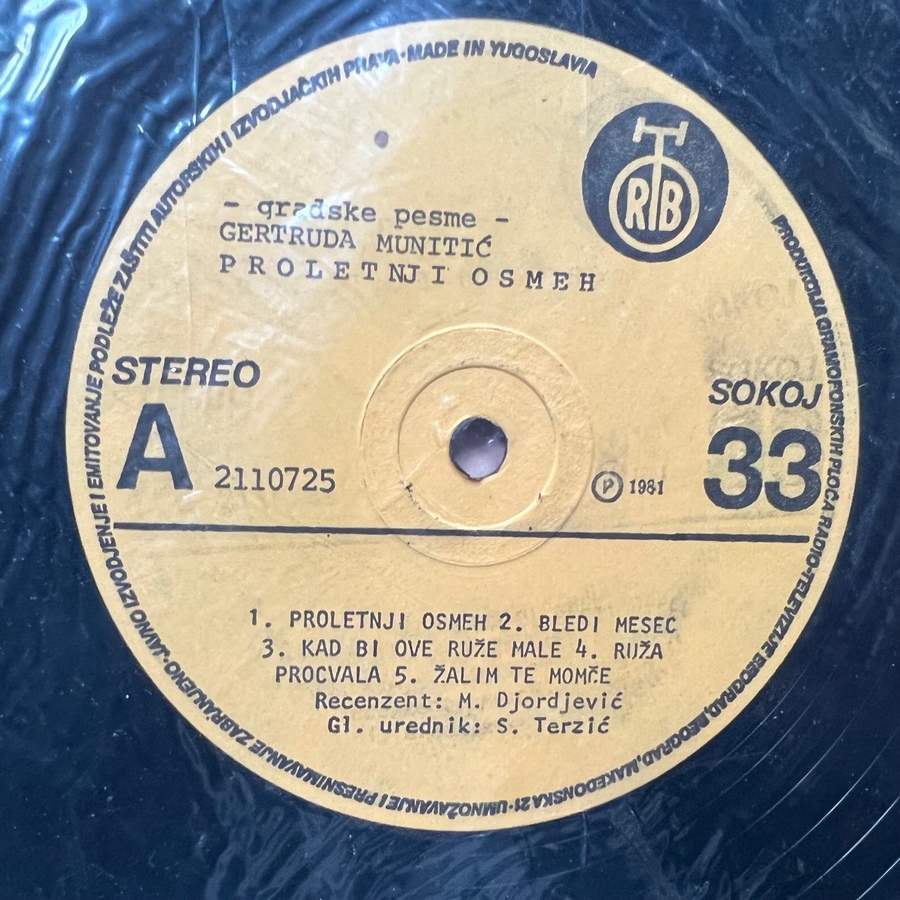 JAVNO IZVODJENJE I EMITOVANJE PODLEŽE ZAŠTITI AUTORSKIH I IZVODJAČKIH PRAVA · MADE IN YUGOSLAVIA
RTB
- gradske pesme -
GERTRUDA MUNITIĆ
PROLETNJI OSMEH
STEREO
SOKOJ
A 2110725
℗ 1981
33
1. PROLETNJI OSMEH 2. BLEDI MESEC
3. KAD BI OVE RUŽE MALE 4. RUŽA
PROCVALA 5. ŽALIM TE MOMČE
Recenzent: M. Djordjević
Gl. urednik: S. Terzić
PRODUKCIJA GRAMOFONSKIH PLOČA RADIO-TELEVIZIJE BEOGRAD, BEOGRAD, MAKEDONSKA 21 · UMNOŽAVANJE I PRESNIMAVANJE ZABRANJENO ·